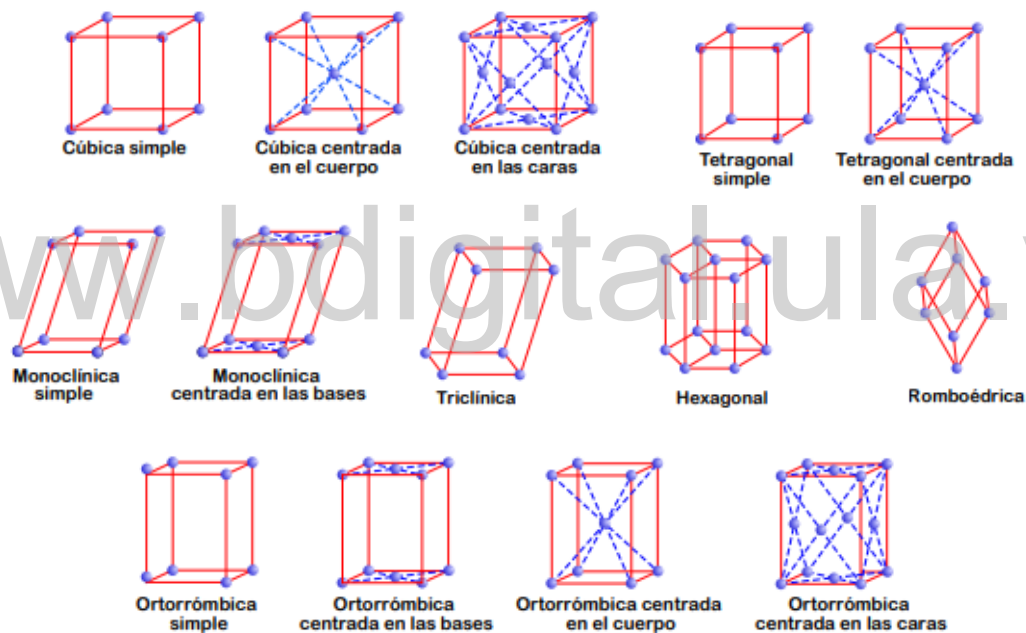 Cúbica simple
Cúbica centrada
en el cuerpo
Cúbica centrada
en las caras
Tetragonal
simple
Tetragonal centrada
en el cuerpo
ww.bdigital.ula.
Monoclínica
simple
Monoclínica
centrada en las bases
Triclínica
Hexagonal
Romboédrica
Ortorrómbica
simple
Ortorrómbica
centrada en las bases
Ortorrómbica centrada
en el cuerpo
Ortorrómbica
centrada en las caras